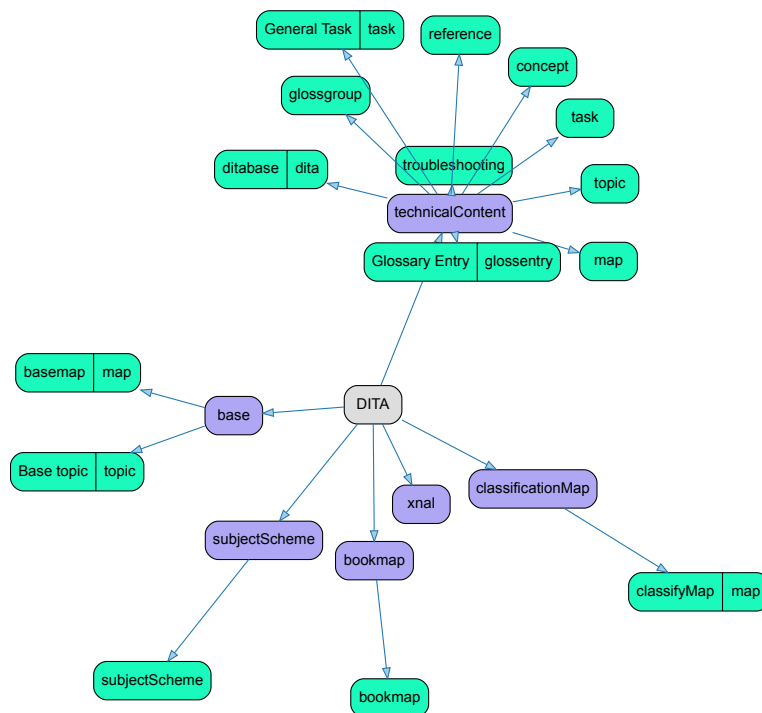 General Task task
reference
concept
glossgroup
task
troubleshooting
ditabase dita
topic
technicalContent
Glossary Entry glossentry
map
basemap map
DITA
base
Base topic topic
classificationMap
xnal
subjectScheme
bookmap
classifyMap map
subjectScheme
bookmap